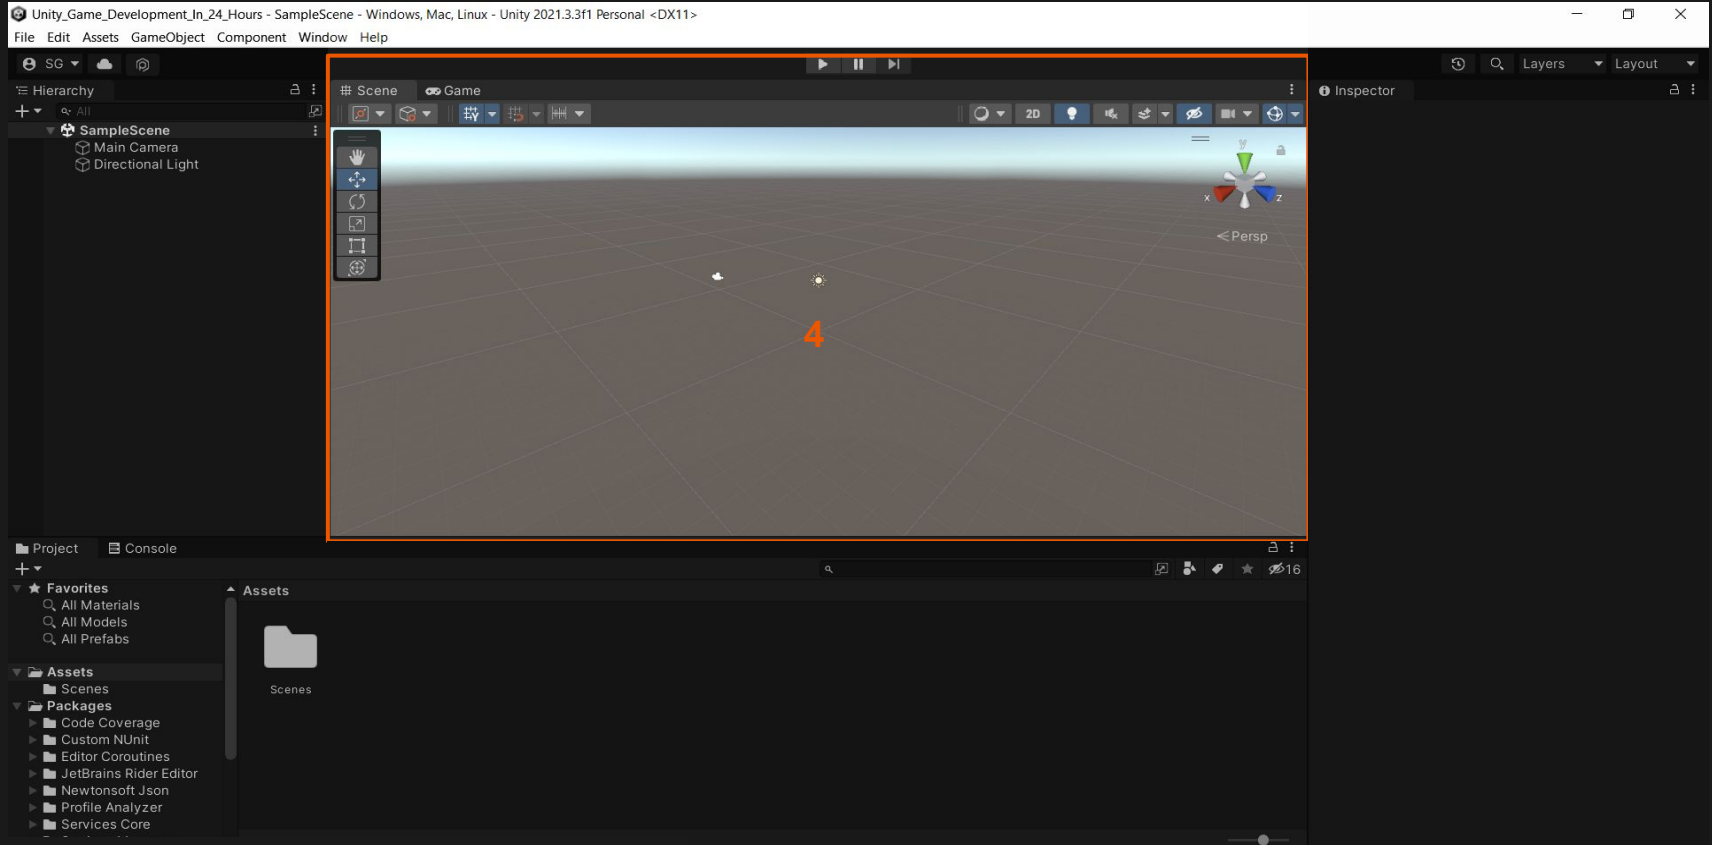 Unity_Game_Development_In_24_Hours - SampleScene - Windows, Mac, Linux - Unity 2021.3.3f1 Personal <DX11>
File Edit Assets GameObject Component Window Help
SG Layers Layout
Hierarchy
All
SampleScene
Main Camera
Directional Light
Scene Game
2D
y
x z
Persp
4
Inspector
Project Console
16
Favorites
All Materials
All Models
All Prefabs
Assets
Scenes
Packages
Code Coverage
Custom NUnit
Editor Coroutines
JetBrains Rider Editor
Newtonsoft Json
Profile Analyzer
Services Core
Assets
Scenes